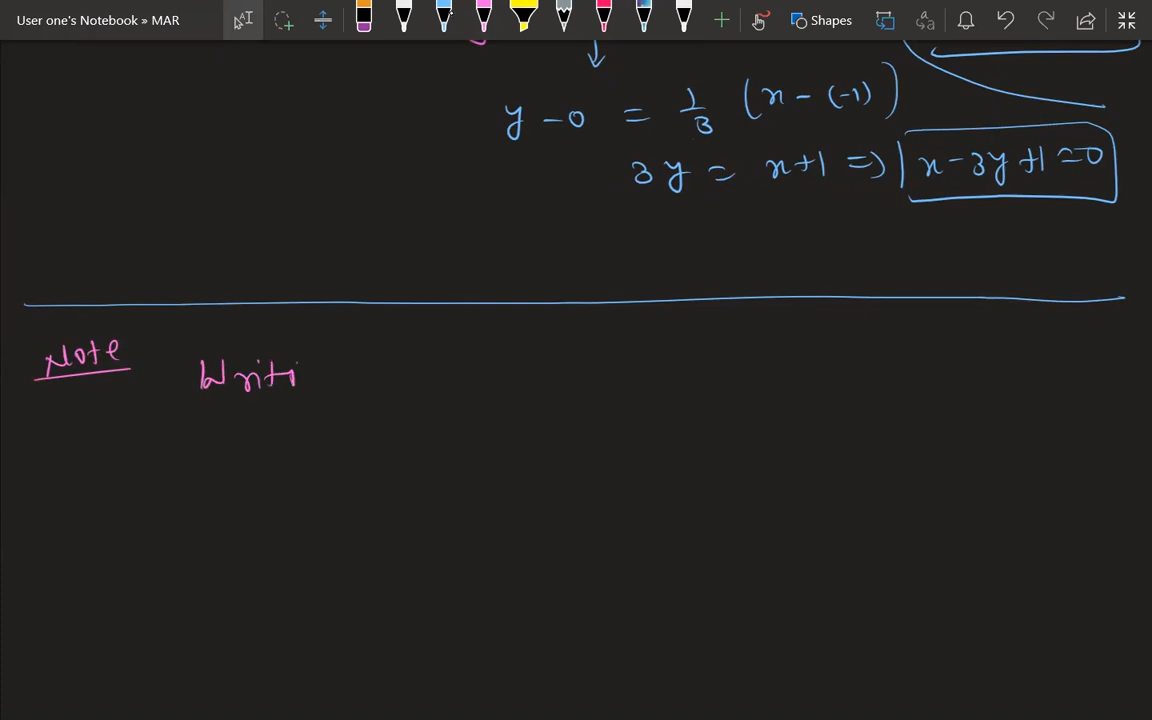 User one's Notebook » MAR
Shapes
y - 0 = 1/3 (x - (-1))
3y = x+1 => x - 3y + 1 = 0
Note
Writi